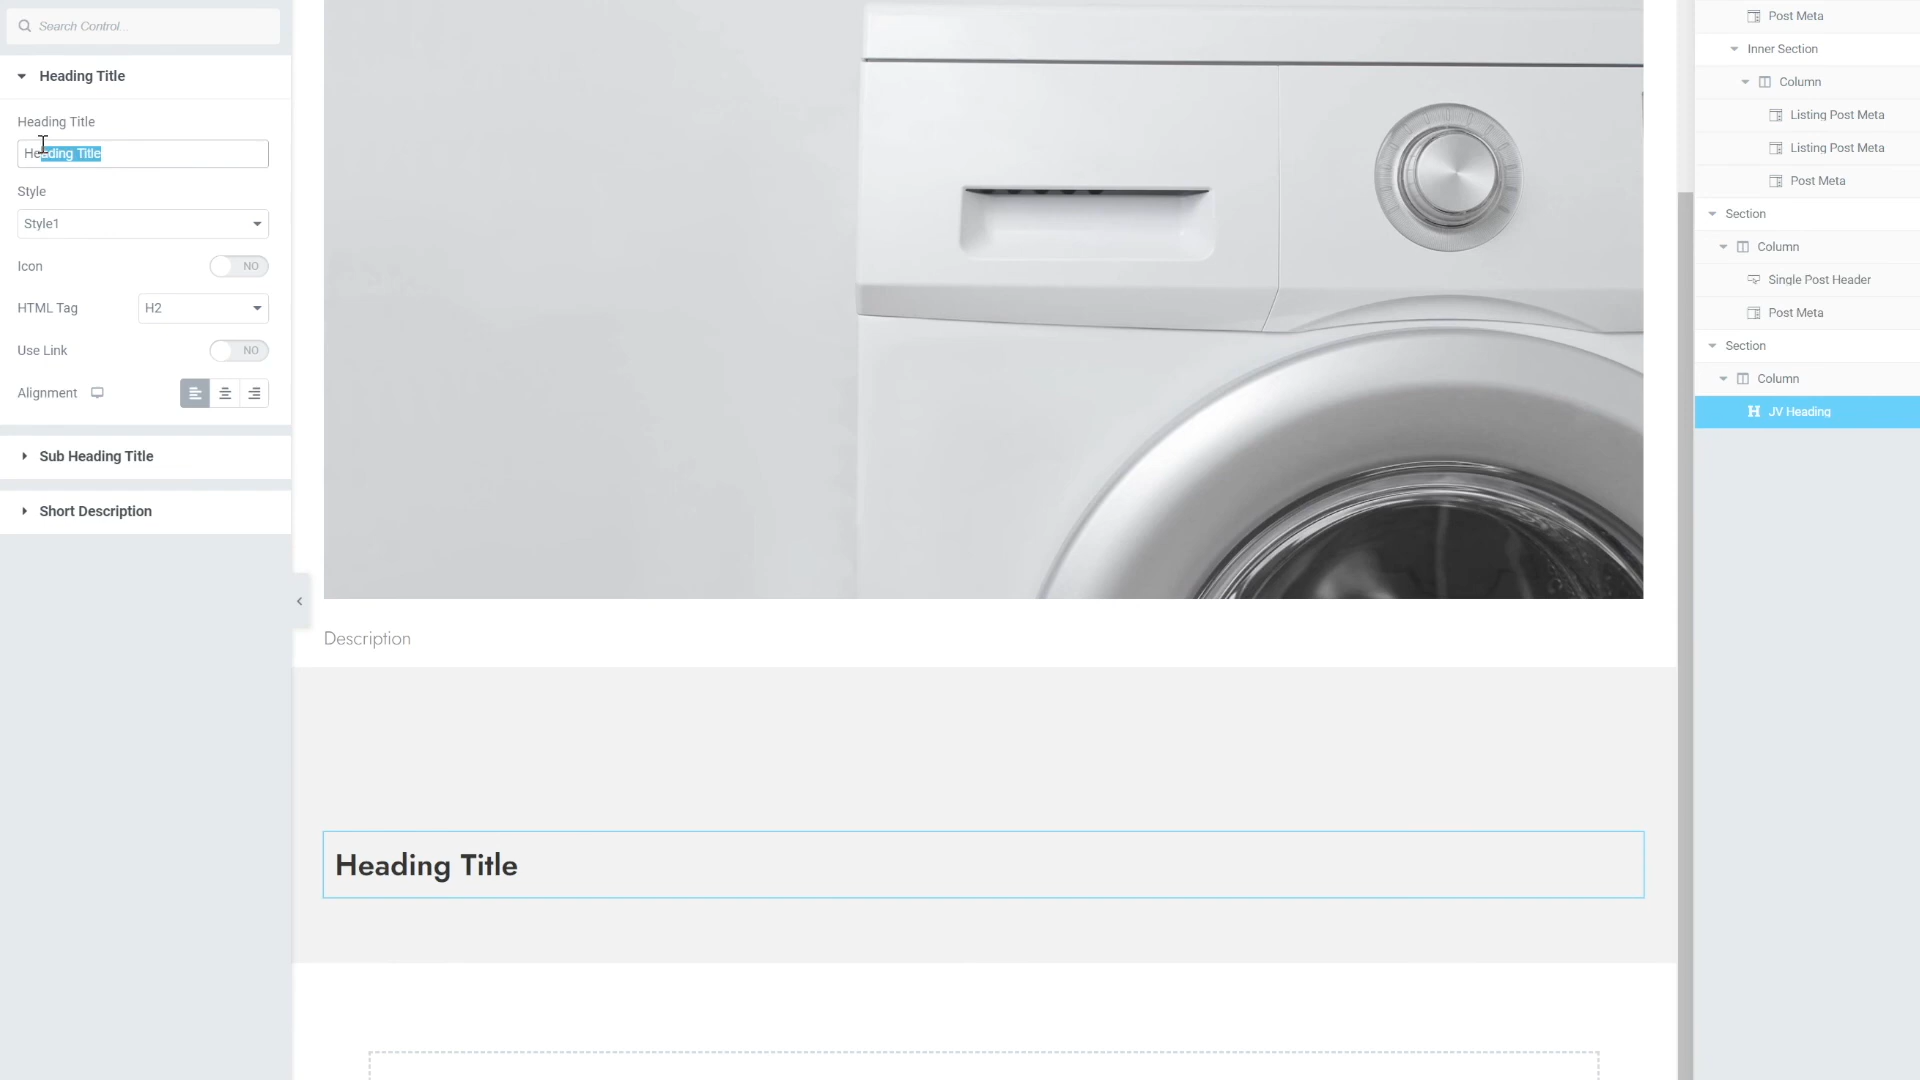 Search Control...
Heading Title
Heading Title
Heading Title
Style
Style1
Icon
NO
HTML Tag
H2
Use Link
NO
Alignment
Sub Heading Title
Short Description
Description
Heading Title
Post Meta
Inner Section
Column
Listing Post Meta
Listing Post Meta
Post Meta
Section
Column
Single Post Header
Post Meta
Section
Column
JV Heading